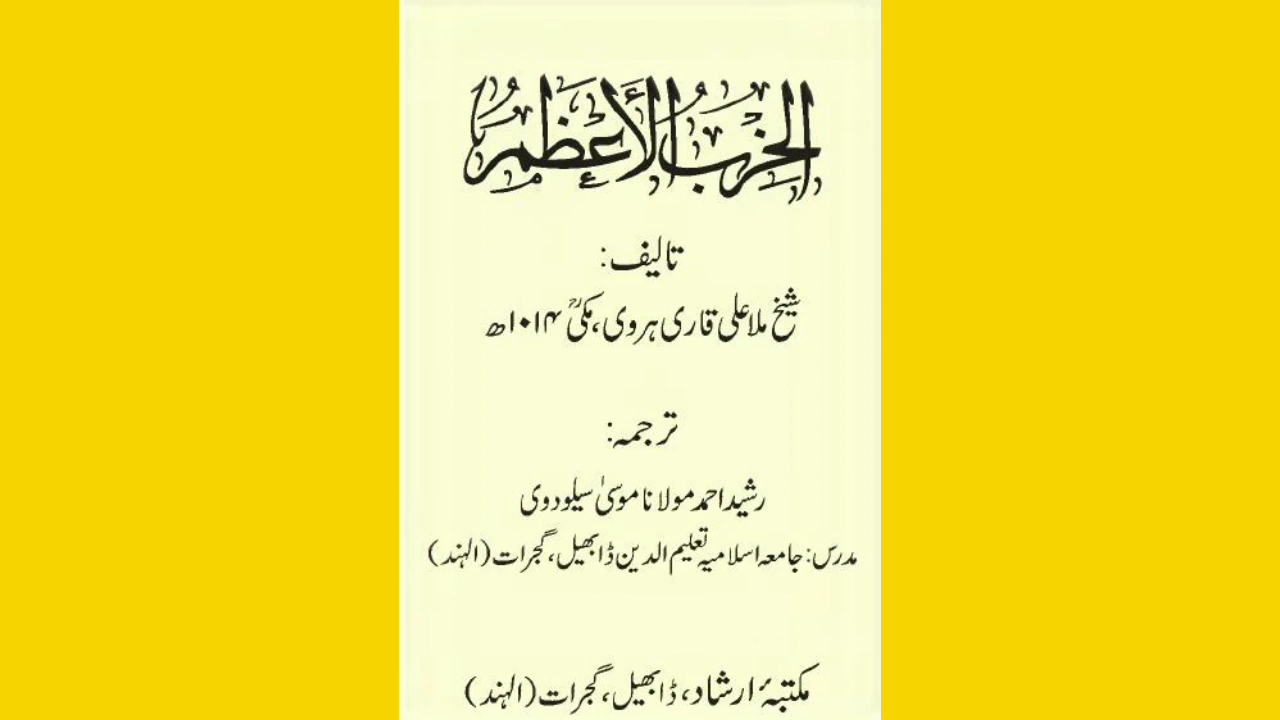 الحزب الأعظم
تالیف:
شیخ ملا علی قاری ہروی، مکیؒ ۱۰۱۴ھ
ترجمہ:
رشید احمد مولانا موسیٰ سیلودوی
مدرس: جامعہ اسلامیہ تعلیم الدین ڈابھیل، گجرات (الہند)
مکتبۂ ارشاد، ڈابھیل، گجرات (الہند)